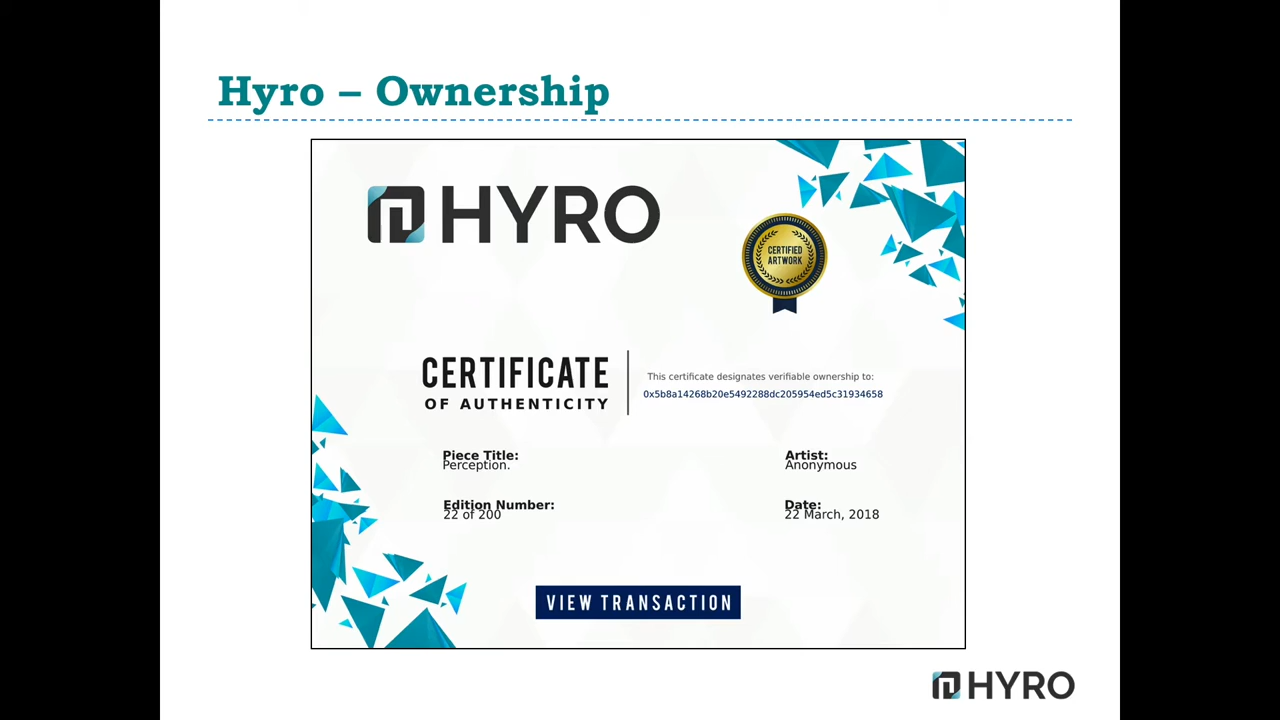 Hyro – Ownership
HYRO
CERTIFIED
ARTWORK
CERTIFICATE
OF AUTHENTICITY
This certificate designates verifiable ownership to:
0x5b8a14268b20e5492288dc205954ed5c31934658
Piece Title:
Perception.
Artist:
Anonymous
Edition Number:
22 of 200
Date:
22 March, 2018
VIEW TRANSACTION
HYRO